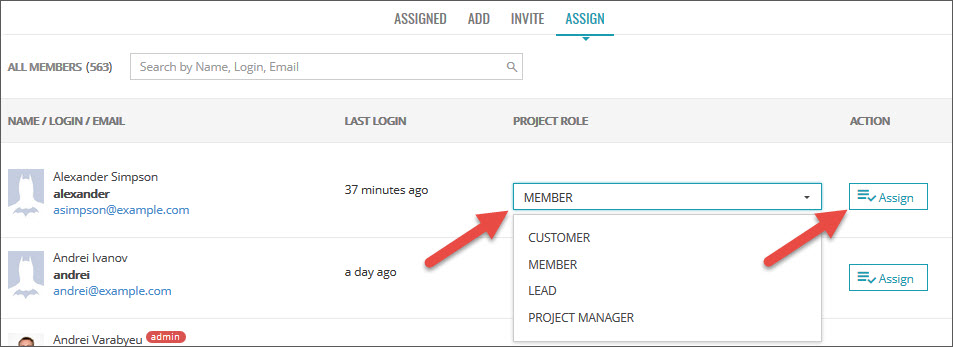 ASSIGNED ADD INVITE ASSIGN
ALL MEMBERS (563) Search by Name, Login, Email
NAME / LOGIN / EMAIL LAST LOGIN PROJECT ROLE ACTION
Alexander Simpson
alexander 37 minutes ago MEMBER Assign
asimpson@example.com
CUSTOMER
Andrei Ivanov MEMBER
andrei a day ago Assign
andrei@example.com LEAD
PROJECT MANAGER
Andrei Varabyeu admin